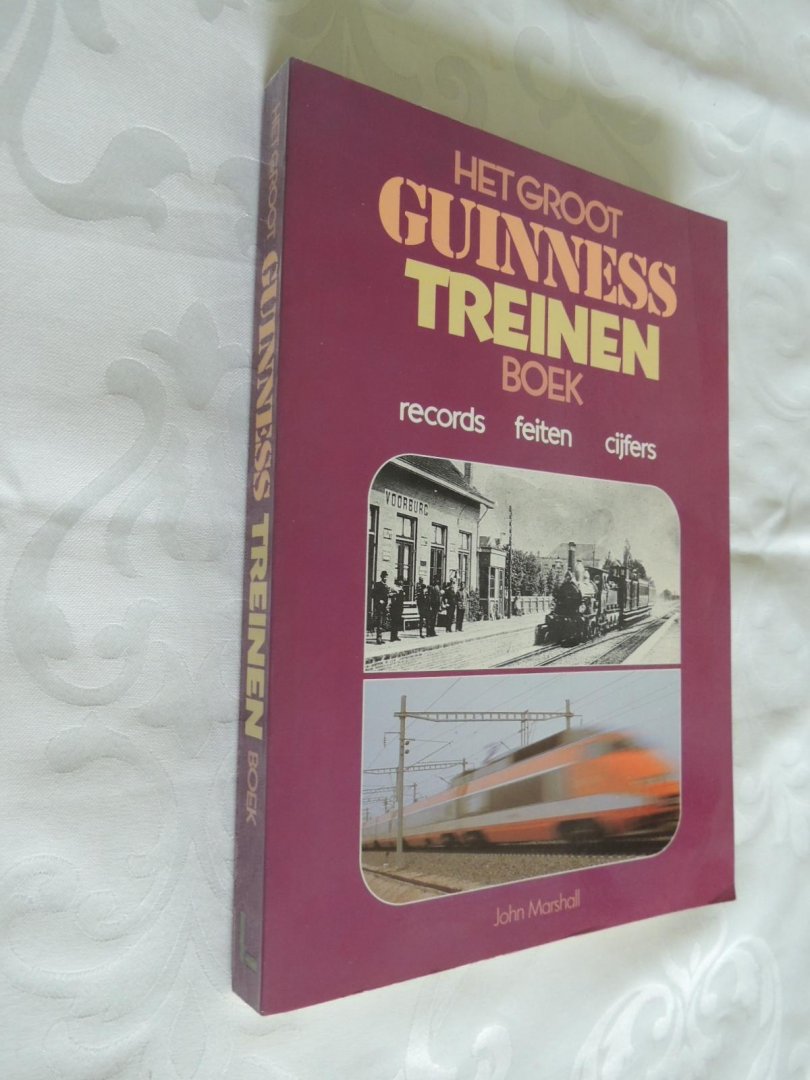 HET GROOT
GUINNESS
TREINEN
BOEK
records feiten cijfers
VOORBURG
John Marshall
HET GROOT GUINNESS TREINEN BOEK